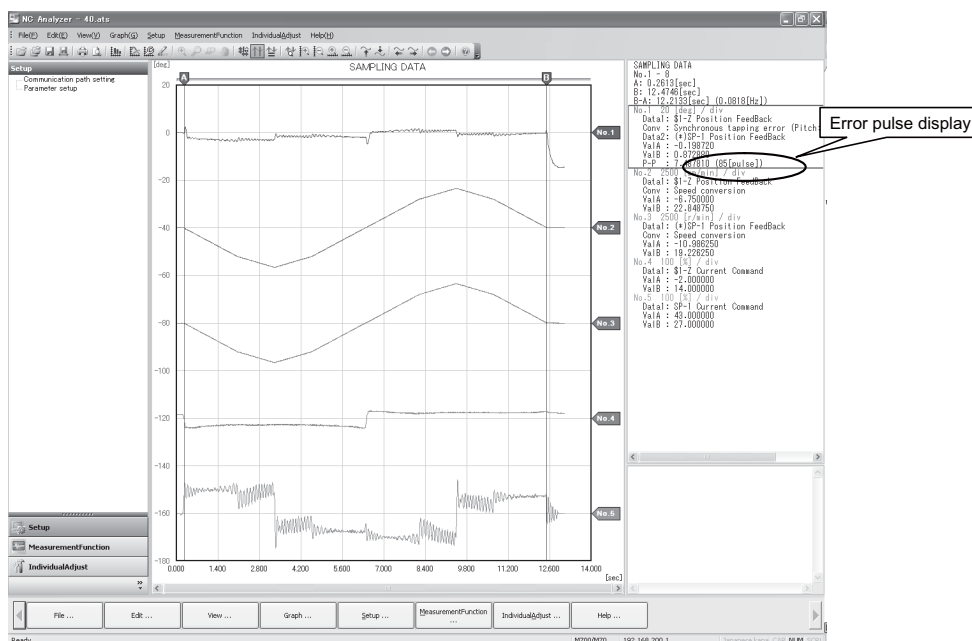 NC Analyzer - 40.ats
File(F) Edit(E) View(V) Graph(G) Setup MeasurementFunction IndividualAdjust Help(H)
Setup
Communication path setting
Parameter setup
[deg]
SAMPLING DATA
A
B
20
0
-20
-40
-60
-80
-100
-120
-140
-160
-180
0.000 1.400 2.800 4.200 5.600 7.000 8.400 9.800 11.200 12.600 14.000
[sec]
No.1
No.2
No.3
No.4
No.5
SAMPLING DATA
No.1 - 8
A: 0.2613[sec]
B: 12.4746[sec]
B-A: 12.2133[sec] (0.0818[Hz])
No.1 20 [deg] / div
Data1: $1-Z Position FeedBack
Conv : Synchronous tapping error (Pitch:
Data2: (*)SP-1 Position FeedBack
ValA : -0.198720
P-P : (85[pulse])
No.2 2500 / div
Data1: $1-Z Position FeedBack
Conv : Speed conversion
ValA : -6.750000
ValB : 22.848750
No.3 2500 [r/min] / div
Data1: (*)SP-1 Position FeedBack
Conv : Speed conversion
ValA : -10.986250
ValB : 19.226250
No.4 100 [%] / div
Data1: $1-Z Current Command
ValA : -2.000000
ValB : 14.000000
No.5 100 [%] / div
Data1: SP-1 Current Command
ValA : 43.000000
ValB : 27.000000
Error pulse display
Setup
MeasurementFunction
IndividualAdjust
File ...
Edit ...
View ...
Graph ...
Setup ...
MeasurementFunction
...
IndividualAdjust ...
Help ...
Ready
M700/M70 192.168.200.1 NUM